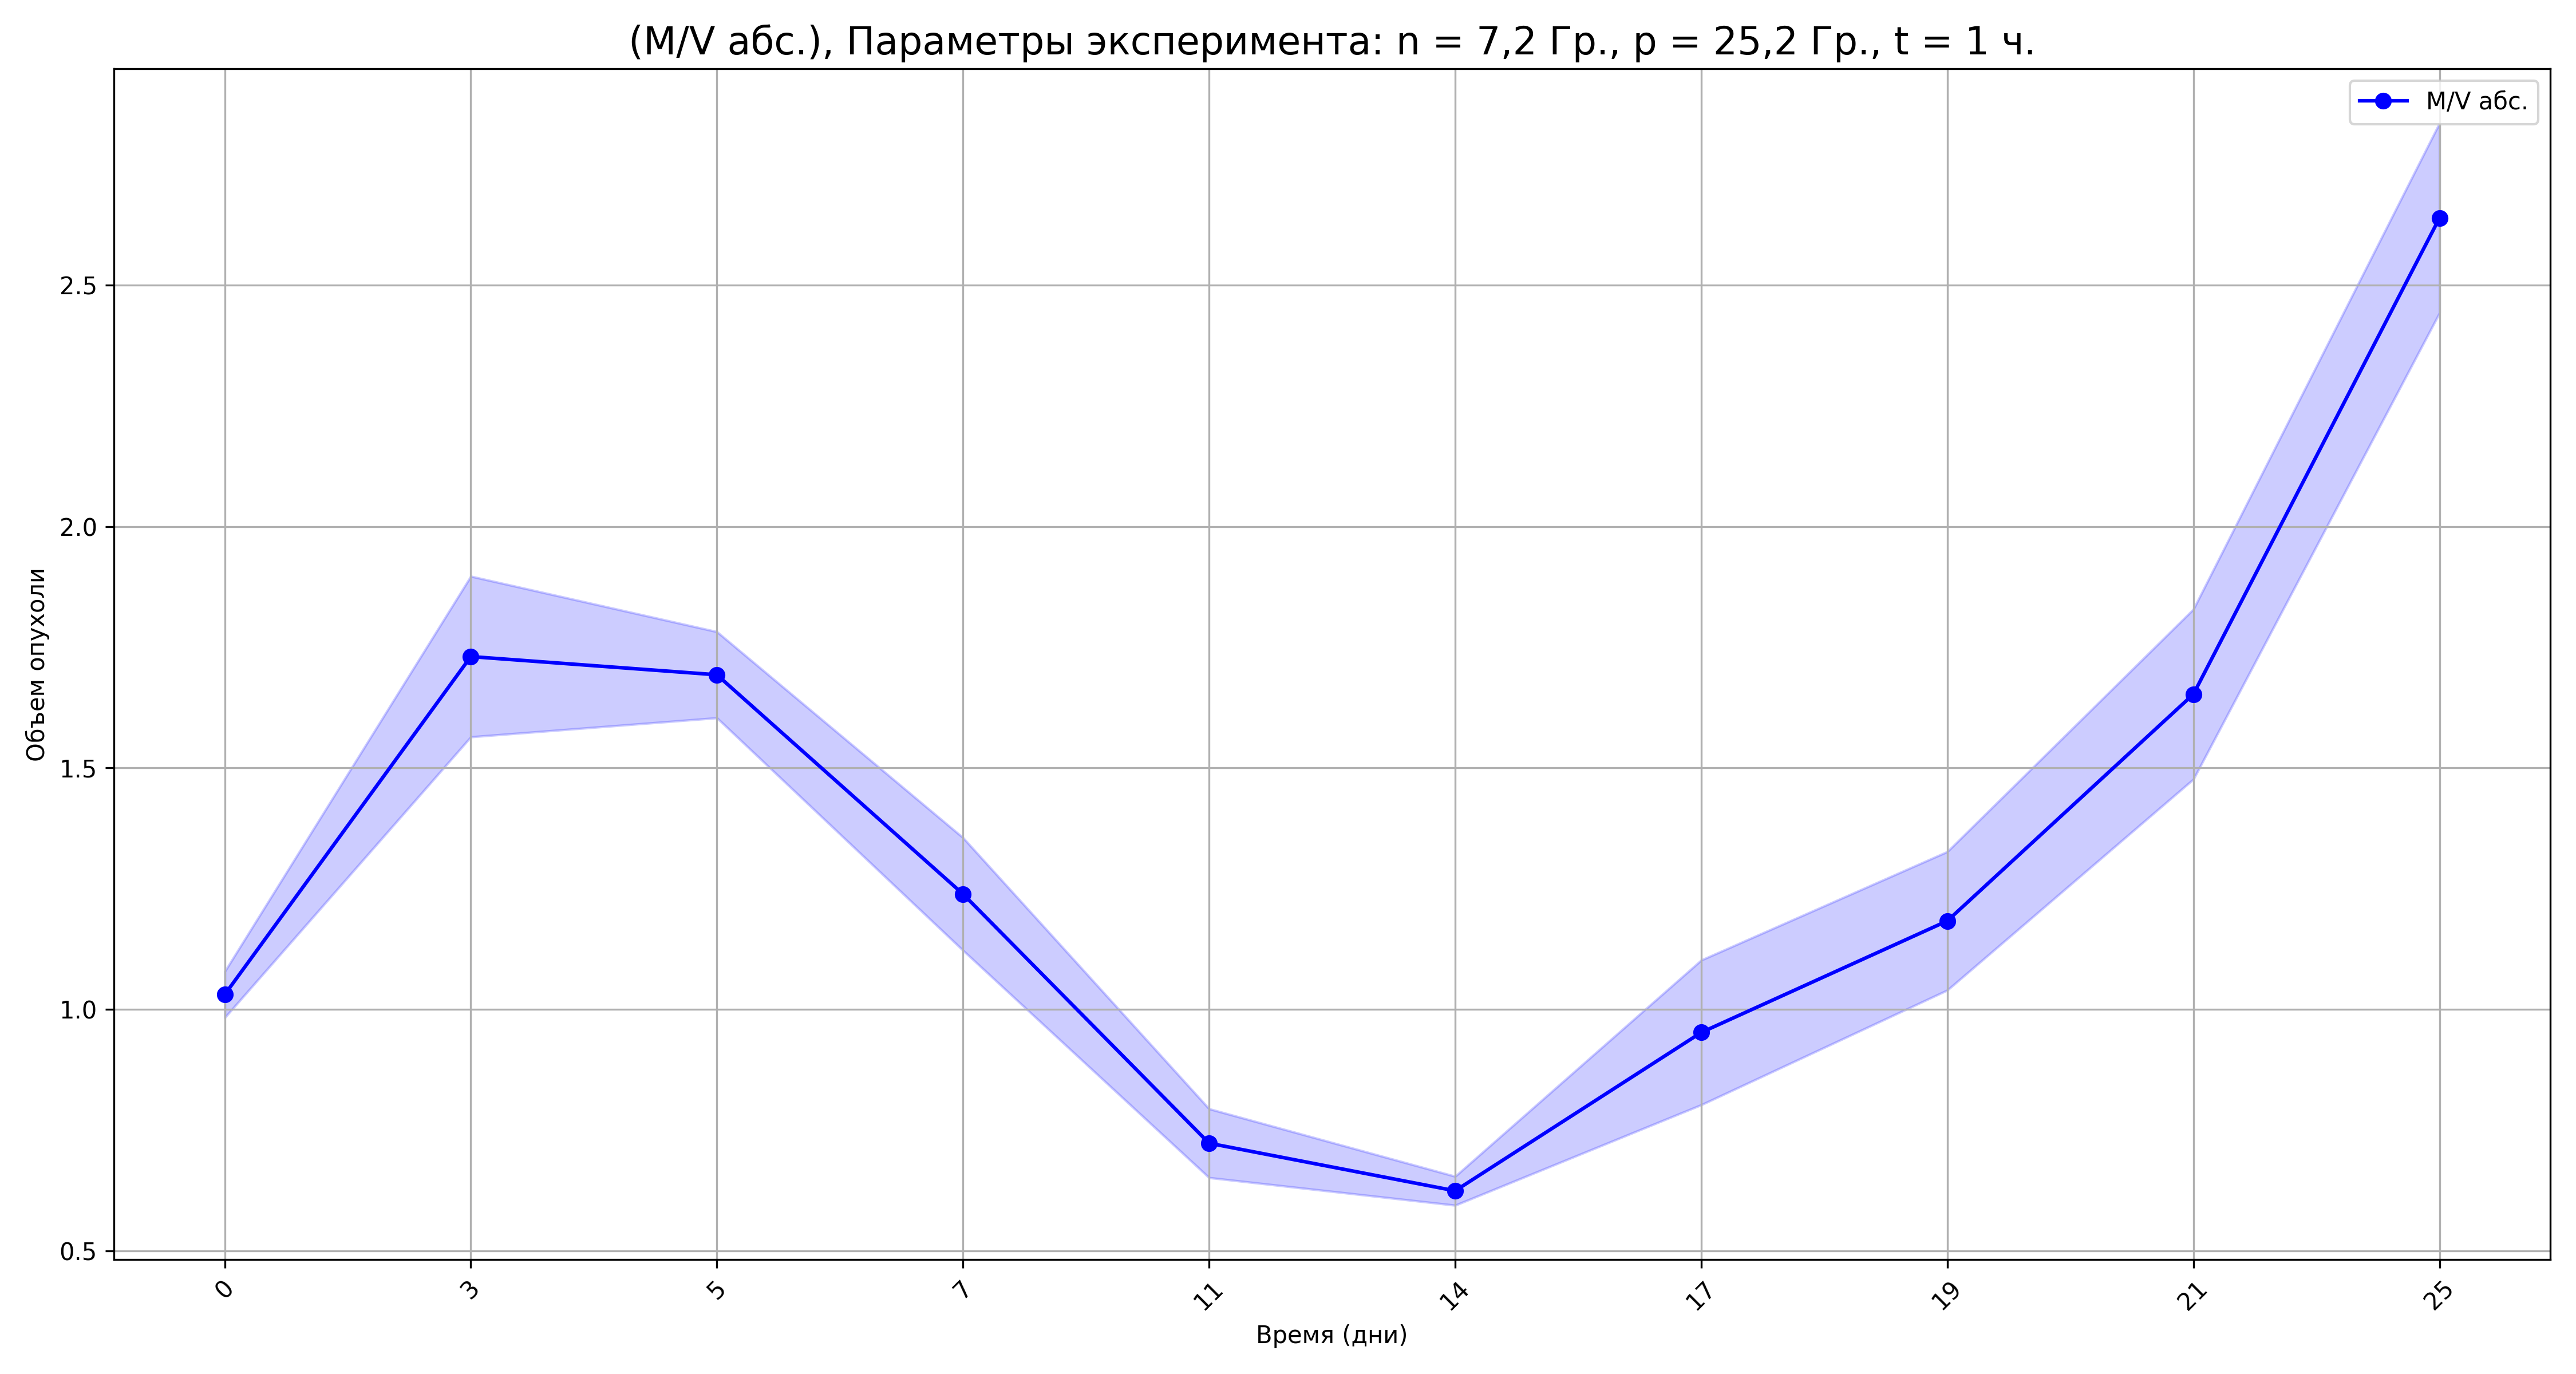 (M/V абс.), Параметры эксперимента: n = 7,2 Гр., p = 25,2 Гр., t = 1 ч.
M/V абс.
Объем опухоли
2.5
2.0
1.5
1.0
0.5
0 3 5 7 11 14 17 19 21 25
Время (дни)